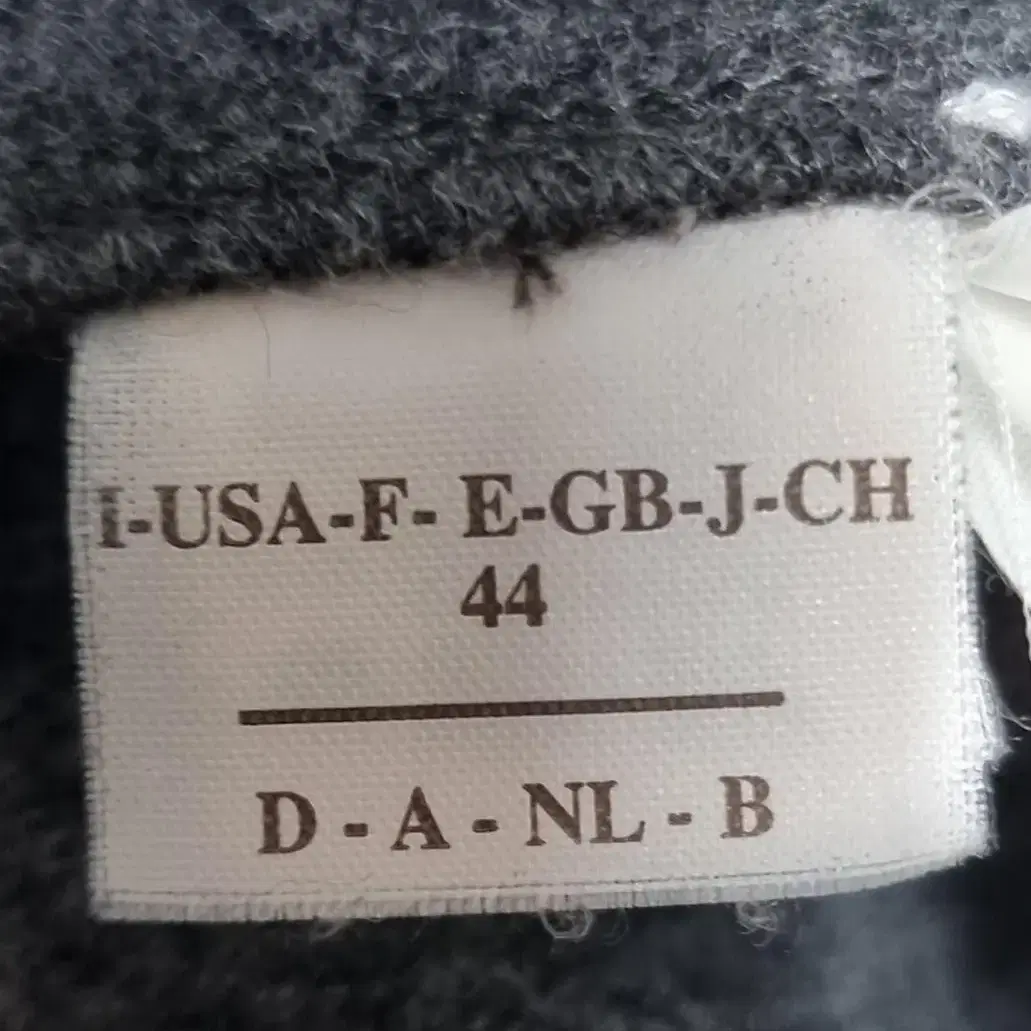 I-USA-F- E-GB-J-CH
44
D - A - NL - B